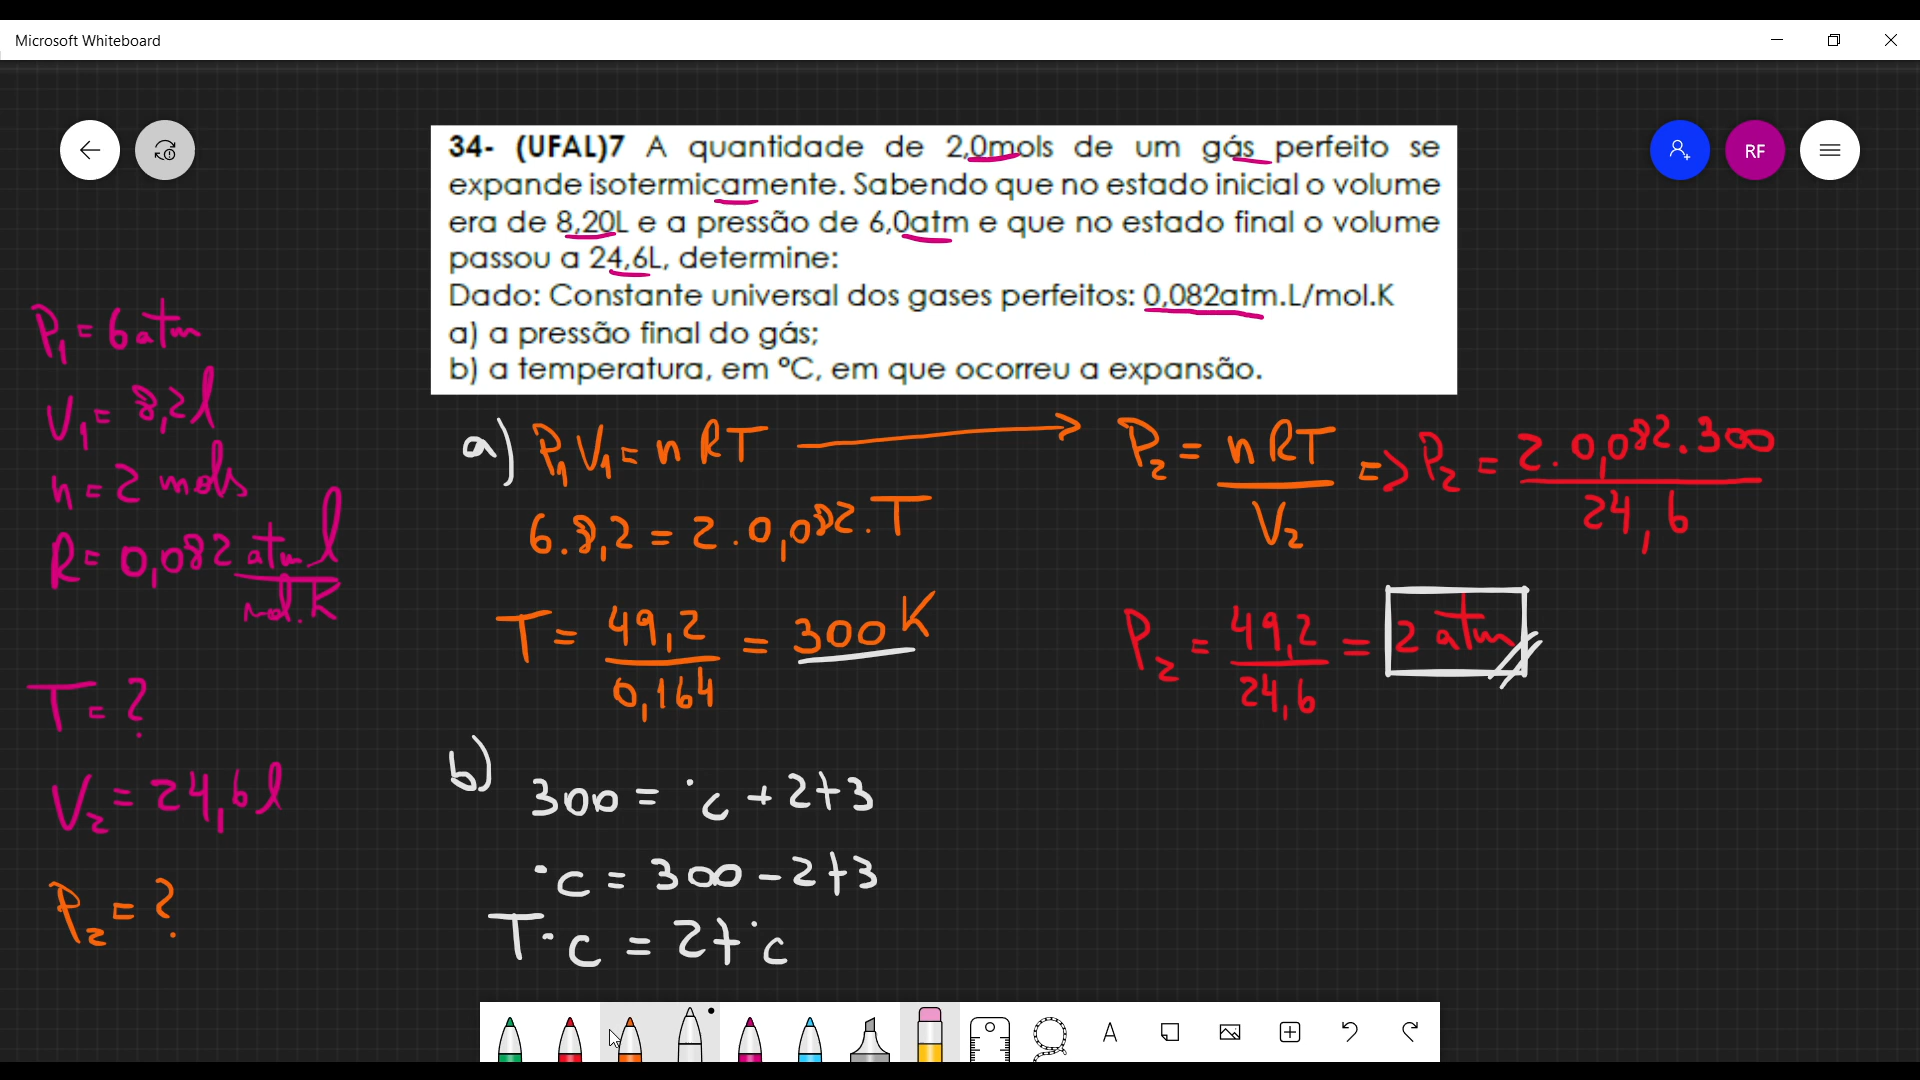 Microsoft Whiteboard
RF
34- (UFAL)7 A quantidade de 2,0mols de um gás perfeito se
expande isotermicamente. Sabendo que no estado inicial o volume
era de 8,20L e a pressão de 6,0atm e que no estado final o volume
passou a 24,6L, determine:
Dado: Constante universal dos gases perfeitos: 0,082atm.L/mol.K
a) a pressão final do gás;
b) a temperatura, em ºC, em que ocorreu a expansão.
P₁ = 6 atm
V₁ = 8,2 l
n = 2 mols
R = 0,082 atm l / mol.K
T = ?
V₂ = 24,6 l
P₂ = ?
a) P₁ V₁ = n R T → P₂ = n R T / V₂ => P₂ = 2 . 0,082 . 300 / 24,6
6 . 8,2 = 2 . 0,082 . T
T = 49,2 / 0,164 = 300 K
P₂ = 49,2 / 24,6 = 2 atm
b) 300 = °c + 273
°c = 300 - 273
T°c = 27°c
A